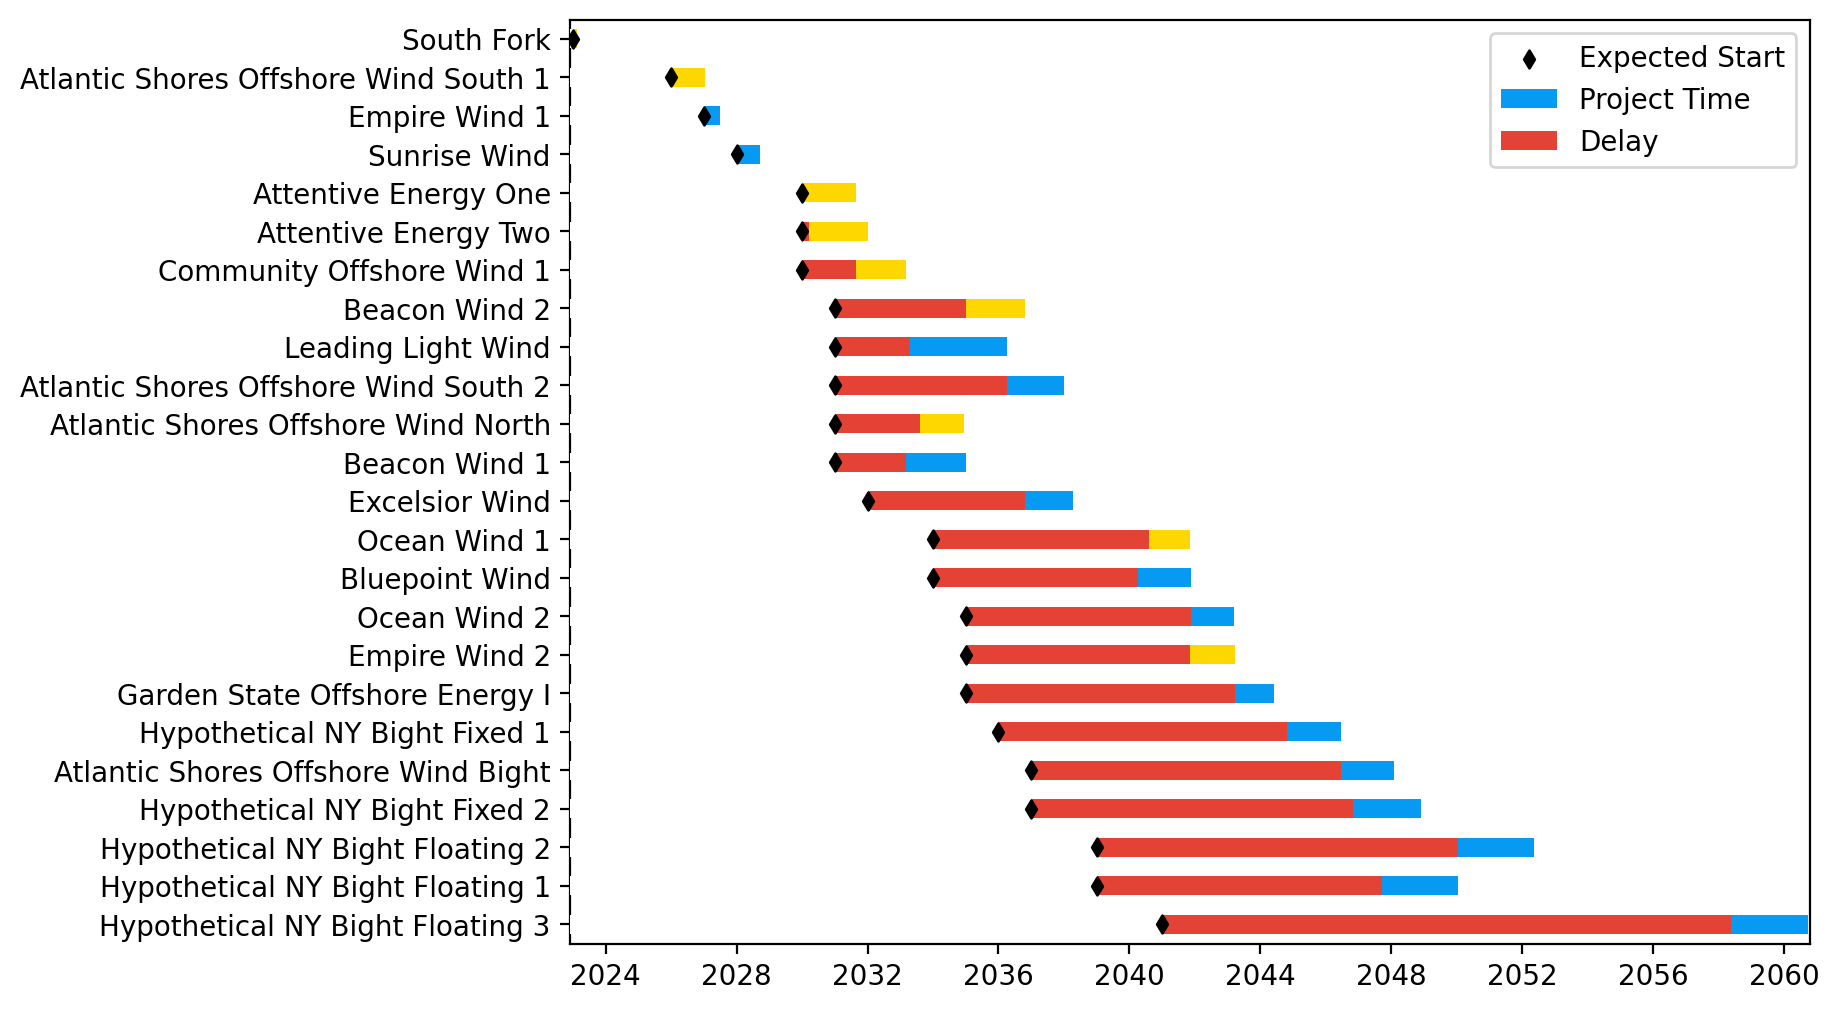 South Fork
Atlantic Shores Offshore Wind South 1
Empire Wind 1
Sunrise Wind
Attentive Energy One
Attentive Energy Two
Community Offshore Wind 1
Beacon Wind 2
Leading Light Wind
Atlantic Shores Offshore Wind South 2
Atlantic Shores Offshore Wind North
Beacon Wind 1
Excelsior Wind
Ocean Wind 1
Bluepoint Wind
Ocean Wind 2
Empire Wind 2
Garden State Offshore Energy I
Hypothetical NY Bight Fixed 1
Atlantic Shores Offshore Wind Bight
Hypothetical NY Bight Fixed 2
Hypothetical NY Bight Floating 2
Hypothetical NY Bight Floating 1
Hypothetical NY Bight Floating 3
Expected Start
Project Time
Delay
2024 2028 2032 2036 2040 2044 2048 2052 2056 2060